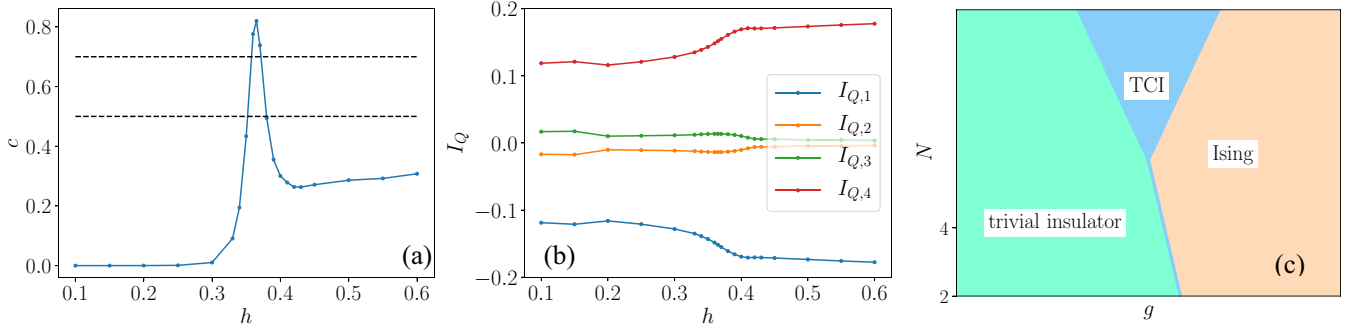 0.8
0.6
0.4
0.2
0.0
c
0.1 0.2 0.3 0.4 0.5 0.6
h
(a)
0.2
0.1
0.0
−0.1
−0.2
I_Q
0.1 0.2 0.3 0.4 0.5 0.6
h
(b)
I_{Q,1}
I_{Q,2}
I_{Q,3}
I_{Q,4}
TCI
Ising
trivial insulator
N
4
2
g
(c)